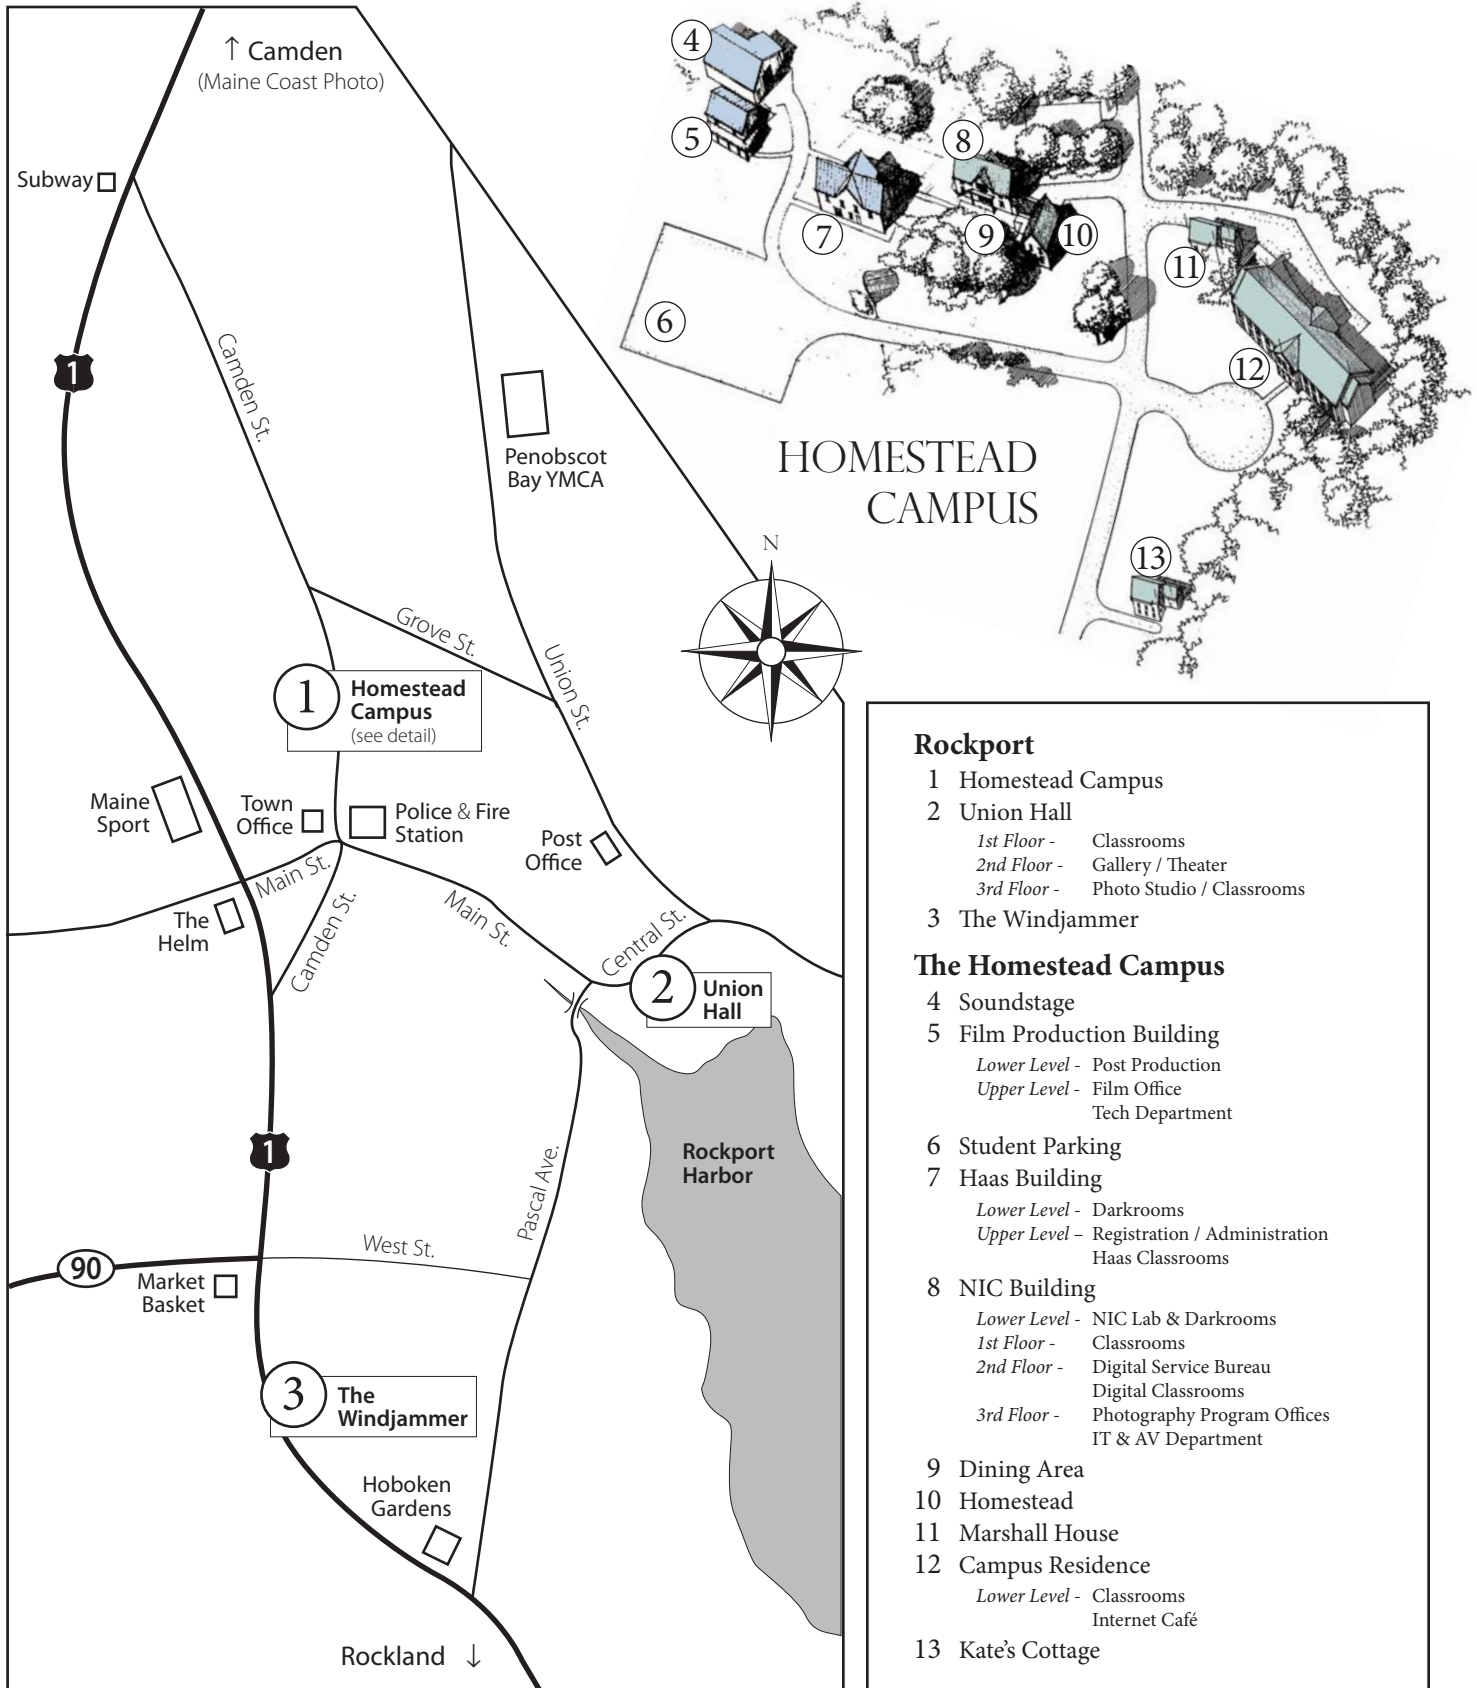 ↑ Camden
(Maine Coast Photo)
Subway
1
Camden St.
Penobscot
Bay YMCA
N
Grove St.
Union St.
1
Homestead
Campus
(see detail)
Maine
Sport
Town
Office
Police & Fire
Station
Post
Office
Main St.
The
Helm
Camden St.
Main St.
Central St.
2
Union
Hall
1
Rockport
Harbor
Pascal Ave.
West St.
90
Market
Basket
3
The
Windjammer
Hoboken
Gardens
Rockland ↓
4
5
6
7
8
9
10
11
12
13
HOMESTEAD
CAMPUS
Rockport
1 Homestead Campus
2 Union Hall
1st Floor - Classrooms
2nd Floor - Gallery / Theater
3rd Floor - Photo Studio / Classrooms
3 The Windjammer
The Homestead Campus
4 Soundstage
5 Film Production Building
Lower Level - Post Production
Upper Level - Film Office
Tech Department
6 Student Parking
7 Haas Building
Lower Level - Darkrooms
Upper Level – Registration / Administration
Haas Classrooms
8 NIC Building
Lower Level - NIC Lab & Darkrooms
1st Floor - Classrooms
2nd Floor - Digital Service Bureau
Digital Classrooms
3rd Floor - Photography Program Offices
IT & AV Department
9 Dining Area
10 Homestead
11 Marshall House
12 Campus Residence
Lower Level - Classrooms
Internet Café
13 Kate's Cottage